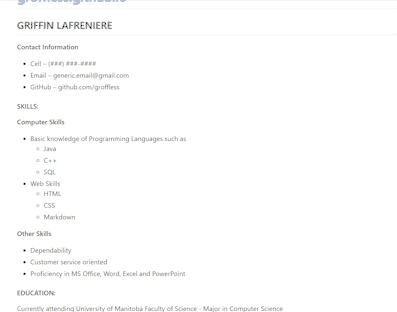 GRIFFIN LAFRENIERE
Contact Information
Cell – (###) ###-####
Email – generic.email@gmail.com
GitHub – github.com/groffless
SKILLS:
Computer Skills
Basic knowledge of Programming Languages such as
Java
C++
SQL
Web Skills
HTML
CSS
Markdown
Other Skills
Dependability
Customer service oriented
Proficiency in MS Office, Word, Excel and PowerPoint
EDUCATION:
Currently attending University of Manitoba Faculty of Science - Major in Computer Science